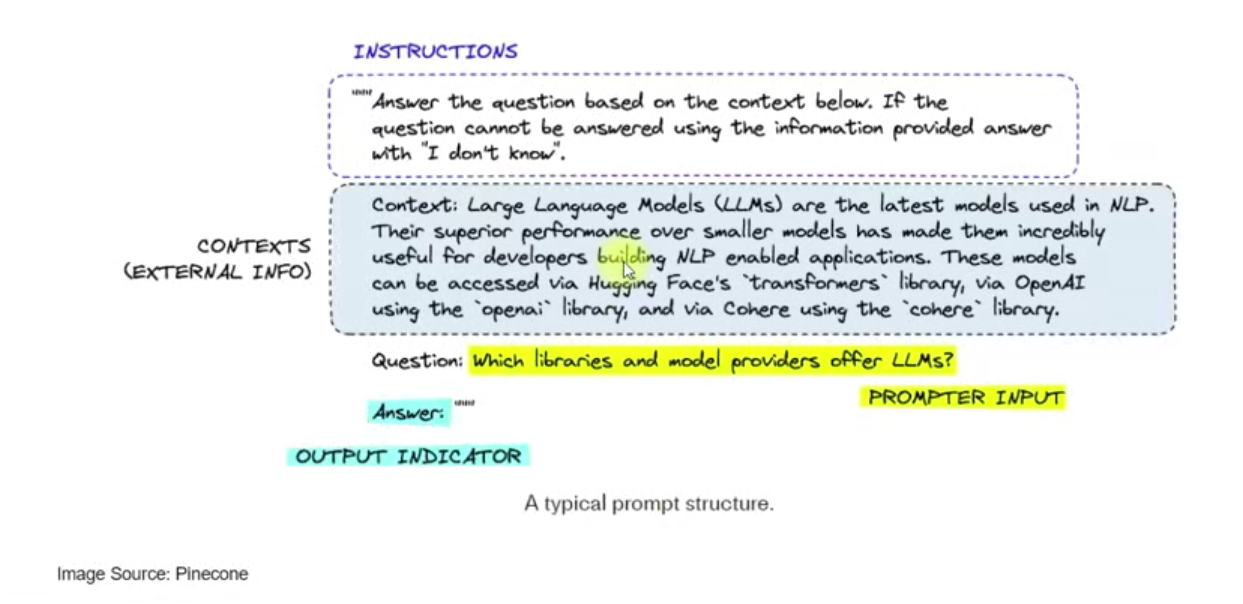 INSTRUCTIONS
"""Answer the question based on the context below. If the
question cannot be answered using the information provided answer
with "I don't know".
CONTEXTS
(EXTERNAL INFO)
Context: Large Language Models (LLMs) are the latest models used in NLP.
Their superior performance over smaller models has made them incredibly
useful for developers building NLP enabled applications. These models
can be accessed via Hugging Face's `transformers` library, via OpenAI
using the `openai` library, and via Cohere using the `cohere` library.
Question: Which libraries and model providers offer LLMs?
PROMPTER INPUT
Answer: """
OUTPUT INDICATOR
A typical prompt structure.
Image Source: Pinecone